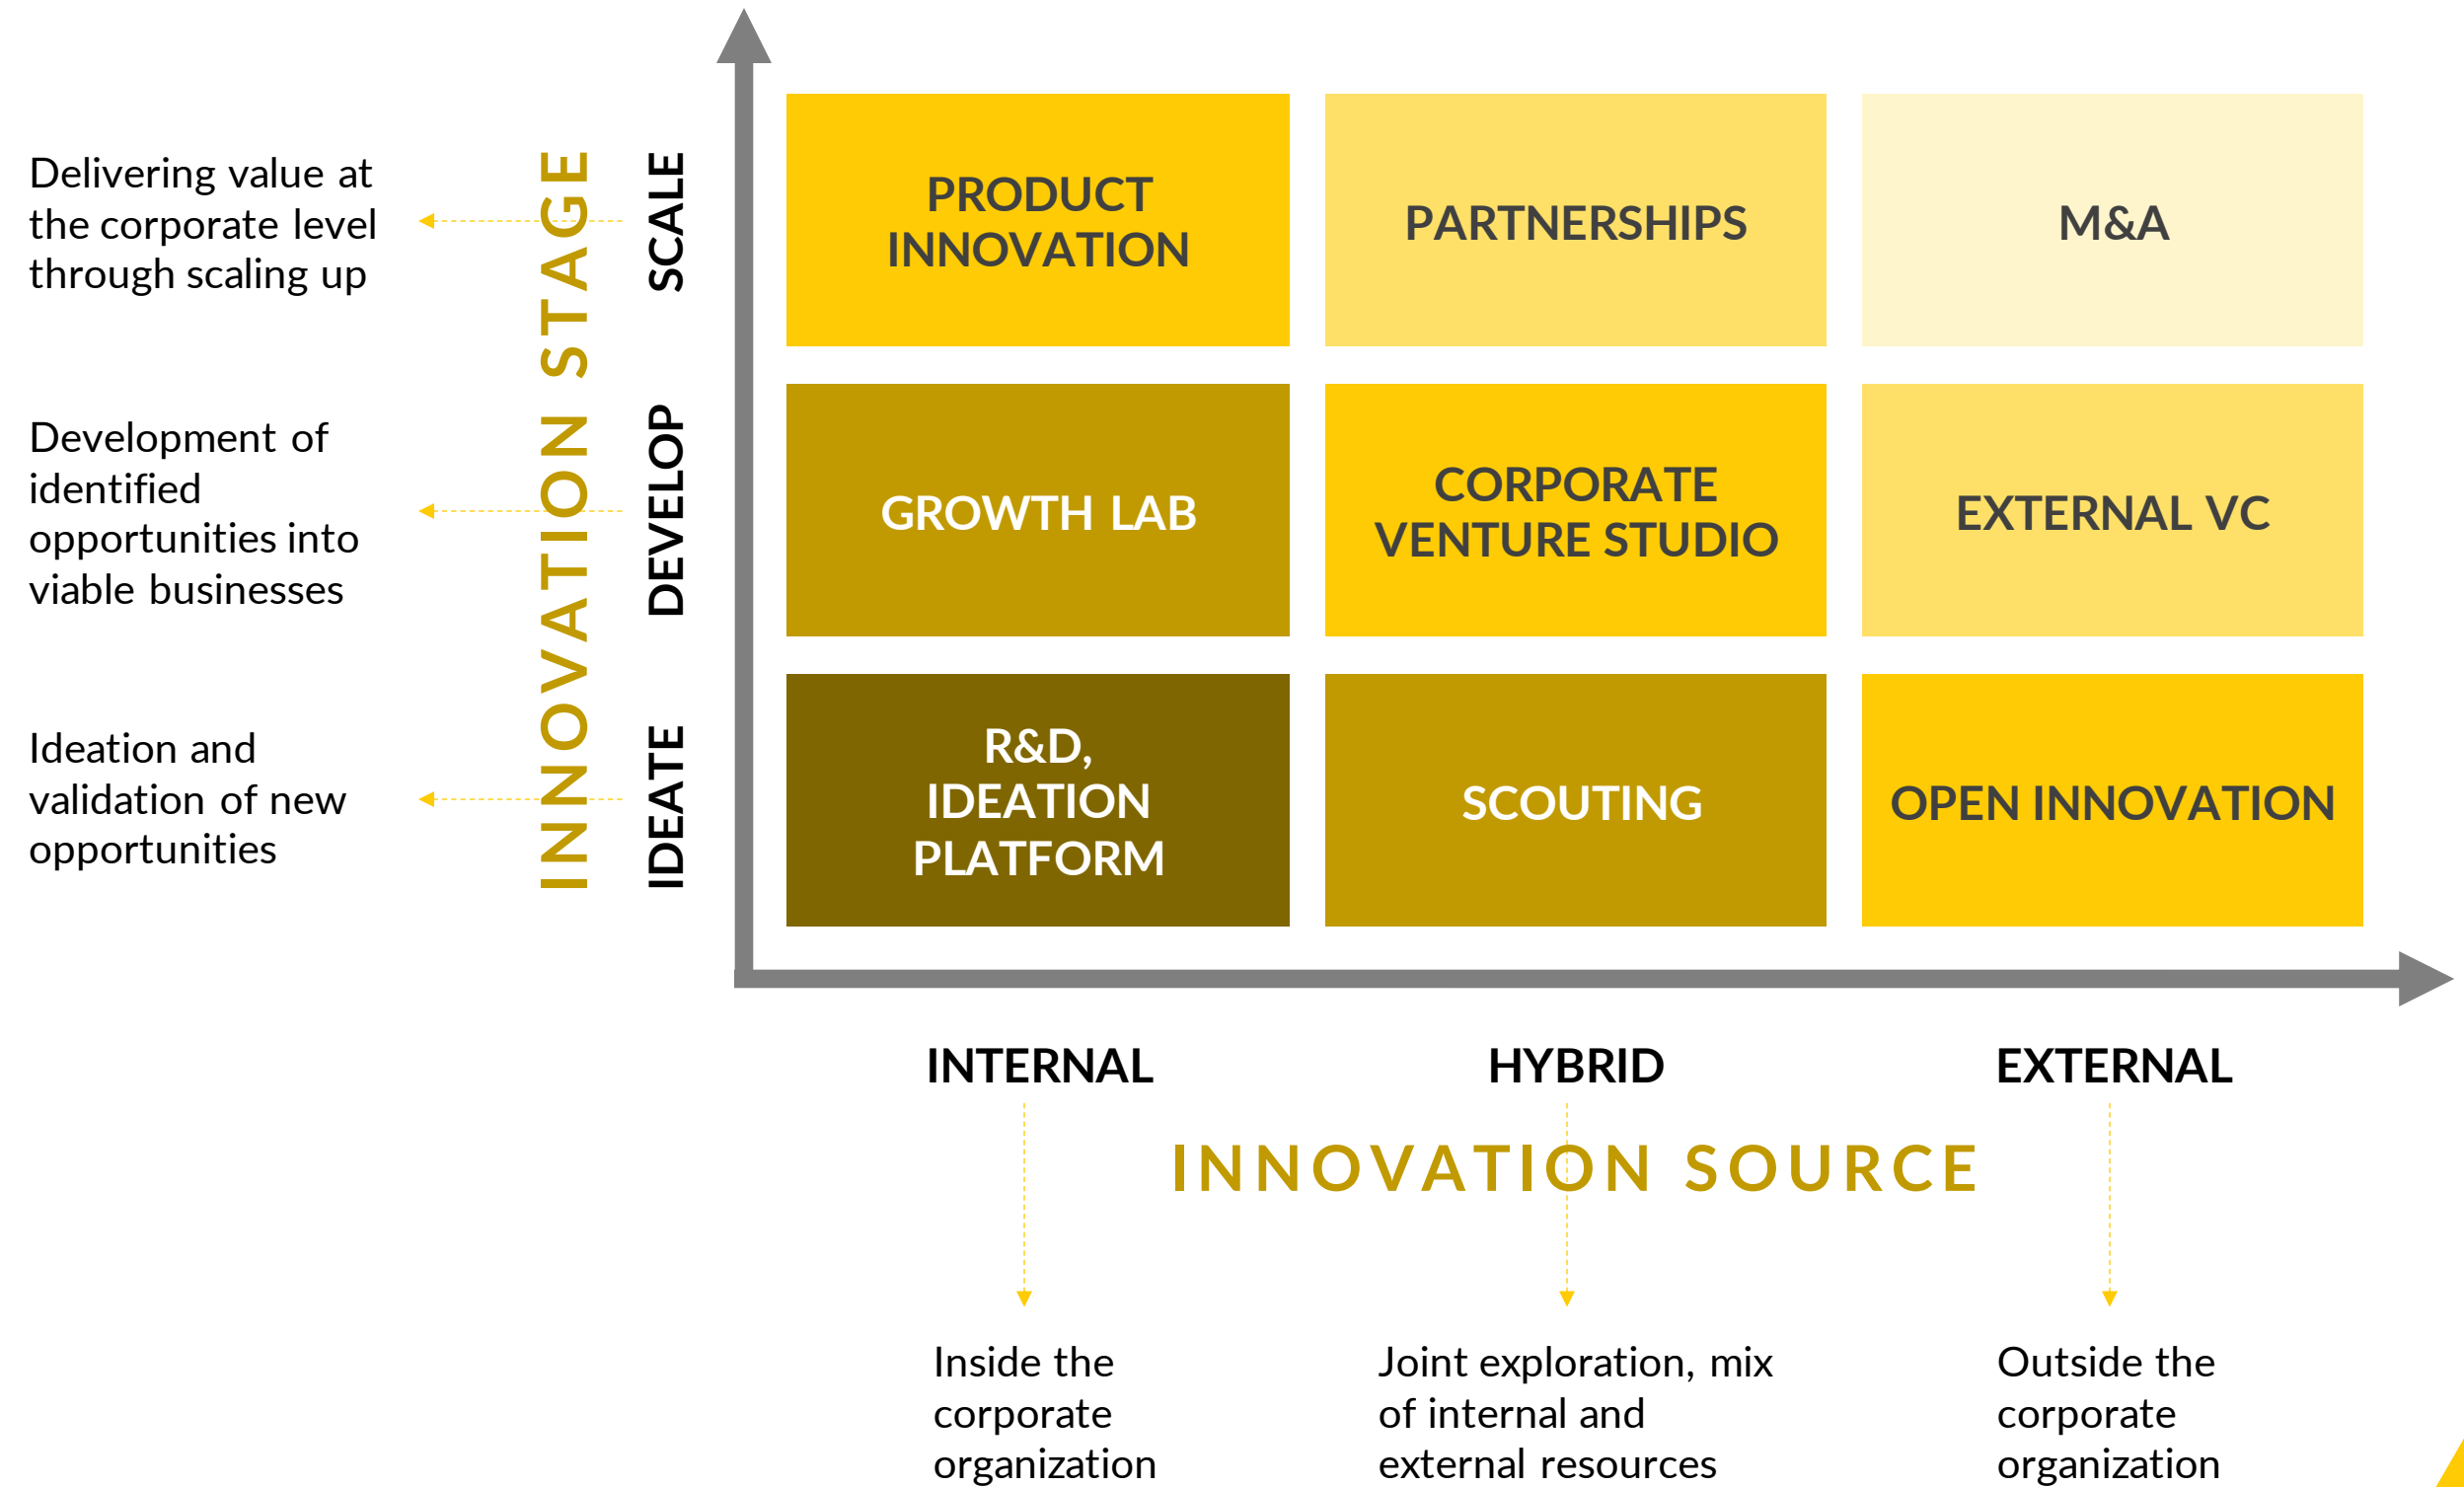 Delivering value at
the corporate level
through scaling up
Development of
identified
opportunities into
viable businesses
Ideation and
validation of new
opportunities
INNOVATION STAGE
SCALE
DEVELOP
IDEATE
PRODUCT
INNOVATION
PARTNERSHIPS
M&A
GROWTH LAB
CORPORATE
VENTURE STUDIO
EXTERNAL VC
R&D,
IDEATION
PLATFORM
SCOUTING
OPEN INNOVATION
INTERNAL
HYBRID
EXTERNAL
INNOVATION SOURCE
Inside the
corporate
organization
Joint exploration, mix
of internal and
external resources
Outside the
corporate
organization